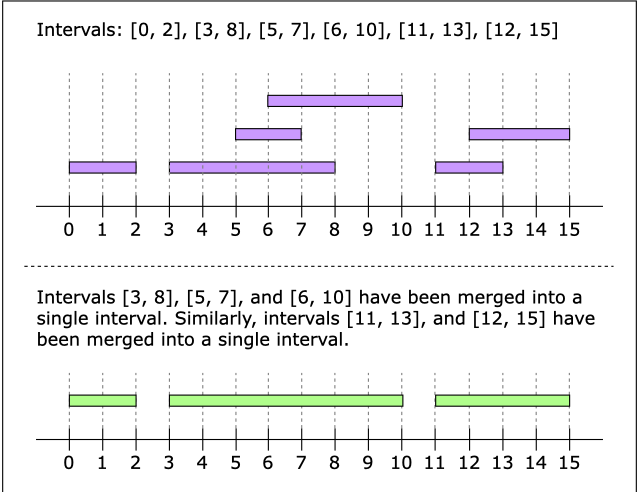 Intervals: [0, 2], [3, 8], [5, 7], [6, 10], [11, 13], [12, 15]
0 1 2 3 4 5 6 7 8 9 10 11 12 13 14 15
Intervals [3, 8], [5, 7], and [6, 10] have been merged into a
single interval. Similarly, intervals [11, 13], and [12, 15] have
been merged into a single interval.
0 1 2 3 4 5 6 7 8 9 10 11 12 13 14 15